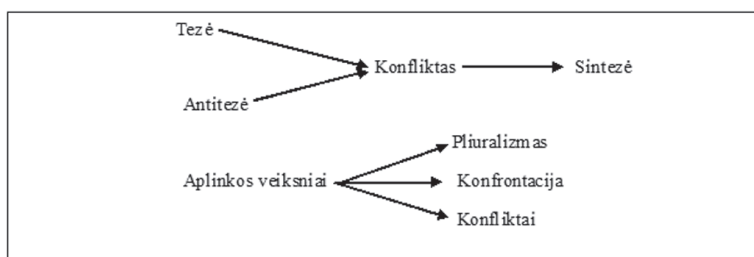 Tezė
Konfliktas
Sintezė
Antitezė
Pliuralizmas
Aplinkos veiksniai
Konfrontacija
Konfliktai